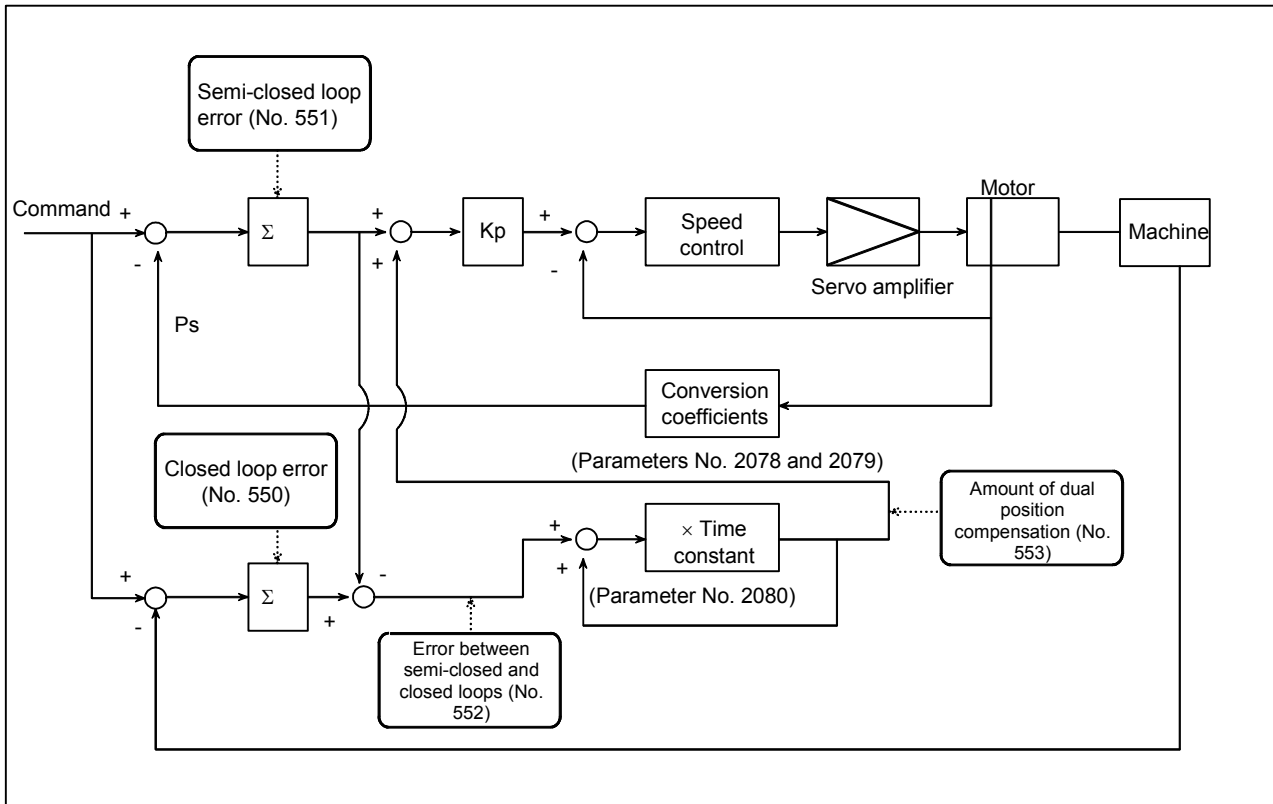 Semi-closed loop
error (No. 551)
Motor
Command
+
-
Σ
+
+
Kp
+
-
Speed
control
Servo amplifier
Machine
Ps
Conversion
coefficients
(Parameters No. 2078 and 2079)
Closed loop error
(No. 550)
Amount of dual
position
compensation (No.
553)
+
+
× Time
constant
(Parameter No. 2080)
+
-
Σ
+
-
Error between
semi-closed and
closed loops (No.
552)